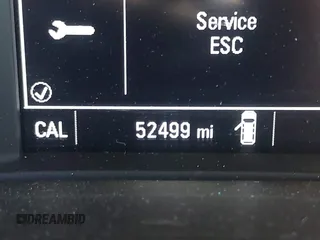 Service
ESC
CAL 52499 mi
DREAMBID